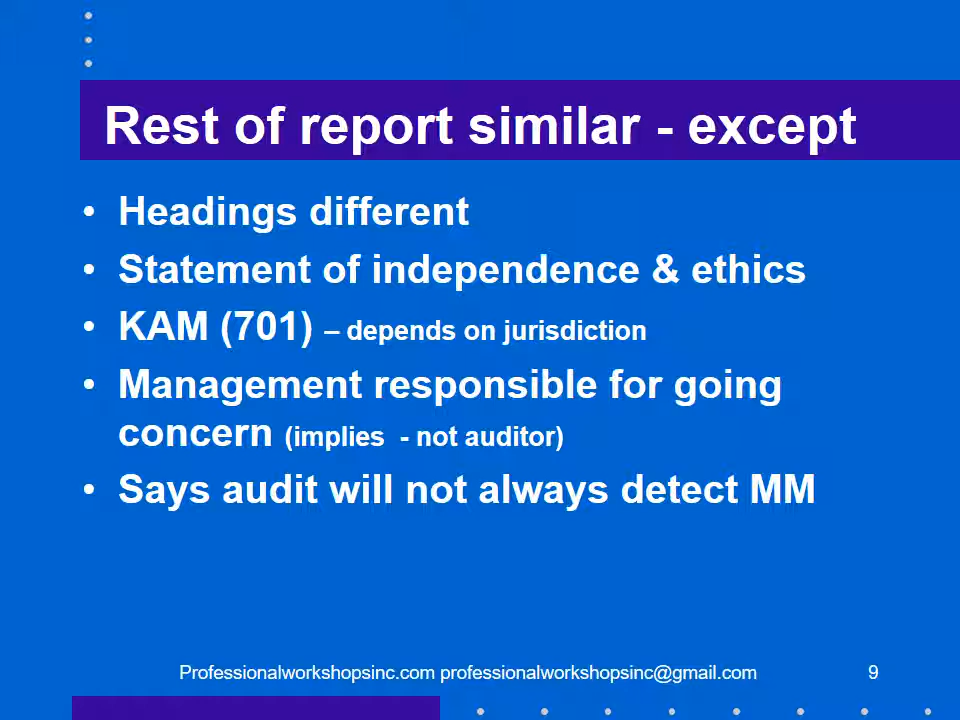 Rest of report similar - except
• Headings different
• Statement of independence & ethics
• KAM (701) – depends on jurisdiction
• Management responsible for going
concern (implies  - not auditor)
• Says audit will not always detect MM
Professionalworkshopsinc.com professionalworkshopsinc@gmail.com 9